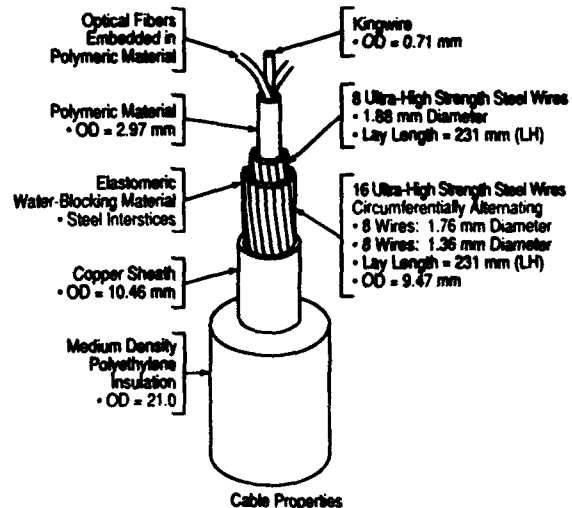 Optical Fibers
Embedded in
Polymeric Material
Kingwire
• OD = 0.71 mm
Polymeric Material
• OD = 2.97 mm
8 Ultra-High Strength Steel Wires
• 1.88 mm Diameter
• Lay Length = 231 mm (LH)
Elastomeric
Water-Blocking Material
• Steel Interstices
16 Ultra-High Strength Steel Wires
Circumferentially Alternating
• 8 Wires: 1.76 mm Diameter
• 8 Wires: 1.36 mm Diameter
• Lay Length = 231 mm (LH)
• OD = 9.47 mm
Copper Sheath
• OD = 10.46 mm
Medium Density
Polyethylene
Insulation
• OD = 21.0
Cable Properties